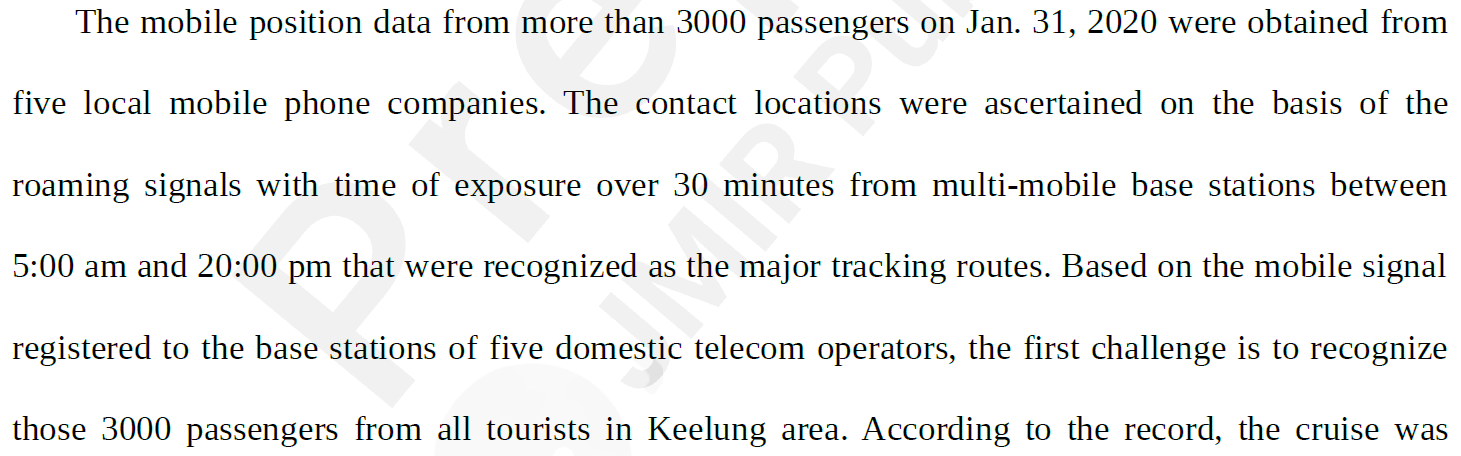 The mobile position data from more than 3000 passengers on Jan. 31, 2020 were obtained from
five local mobile phone companies. The contact locations were ascertained on the basis of the
roaming signals with time of exposure over 30 minutes from multi-mobile base stations between
5:00 am and 20:00 pm that were recognized as the major tracking routes. Based on the mobile signal
registered to the base stations of five domestic telecom operators, the first challenge is to recognize
those 3000 passengers from all tourists in Keelung area. According to the record, the cruise was
Pre
JMIR Pu